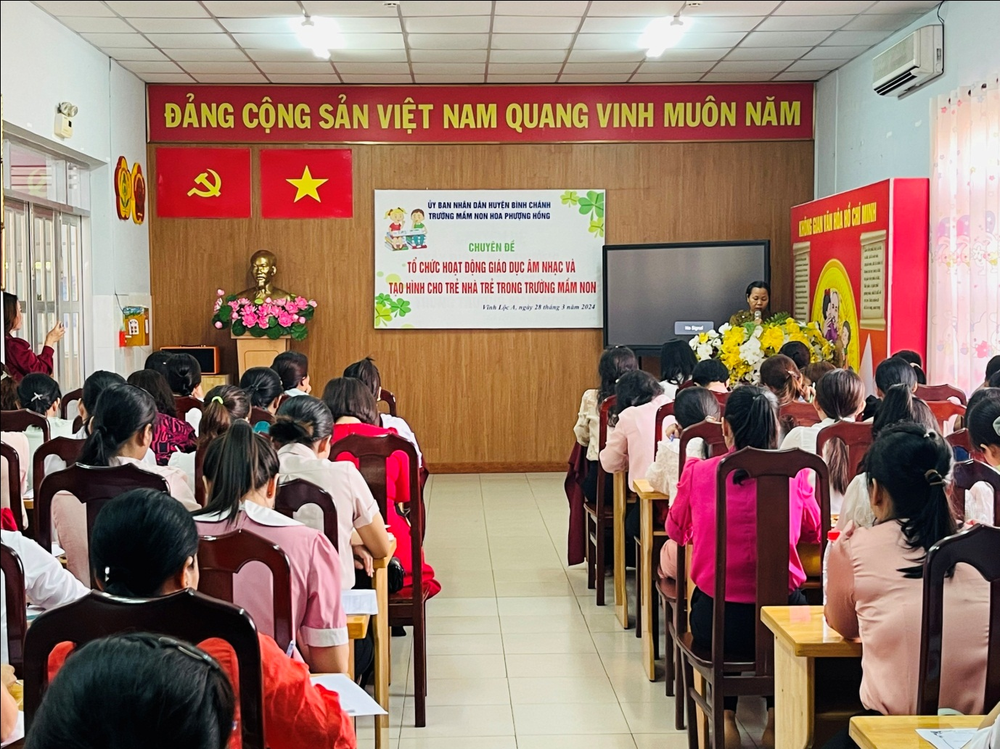 ĐẢNG CỘNG SẢN VIỆT NAM QUANG VINH MUÔN NĂM
ỦY BAN NHÂN DÂN HUYỆN BÌNH CHÁNH
TRƯỜNG MẦM NON HOA PHƯỢNG HỒNG
CHUYÊN ĐỀ
TỔ CHỨC HOẠT ĐỘNG GIÁO DỤC ÂM NHẠC VÀ
TẠO HÌNH CHO TRẺ NHÀ TRẺ TRONG TRƯỜNG MẦM NON
Vĩnh Lộc A, ngày 28 tháng 3 năm 2024
No Signal
KHÔNG GIAN VĂN HÓA HỒ CHÍ MINH